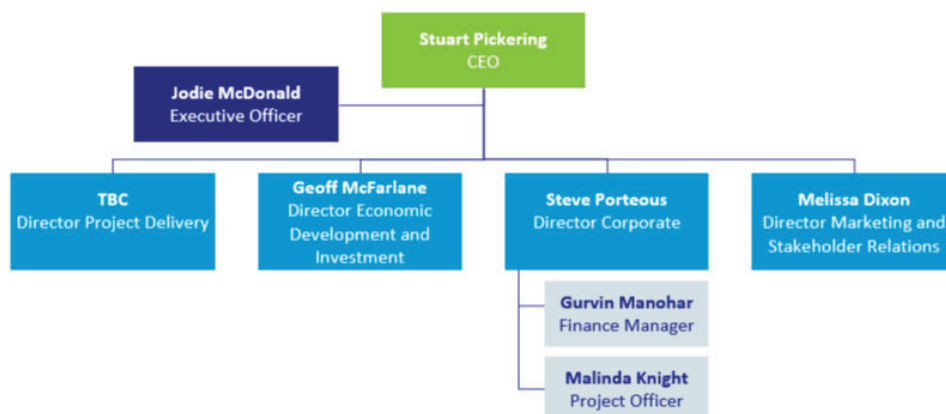 Stuart Pickering
CEO
Jodie McDonald
Executive Officer
TBC
Director Project Delivery
Geoff McFarlane
Director Economic
Development and
Investment
Steve Porteous
Director Corporate
Melissa Dixon
Director Marketing and
Stakeholder Relations
Gurvin Manohar
Finance Manager
Malinda Knight
Project Officer